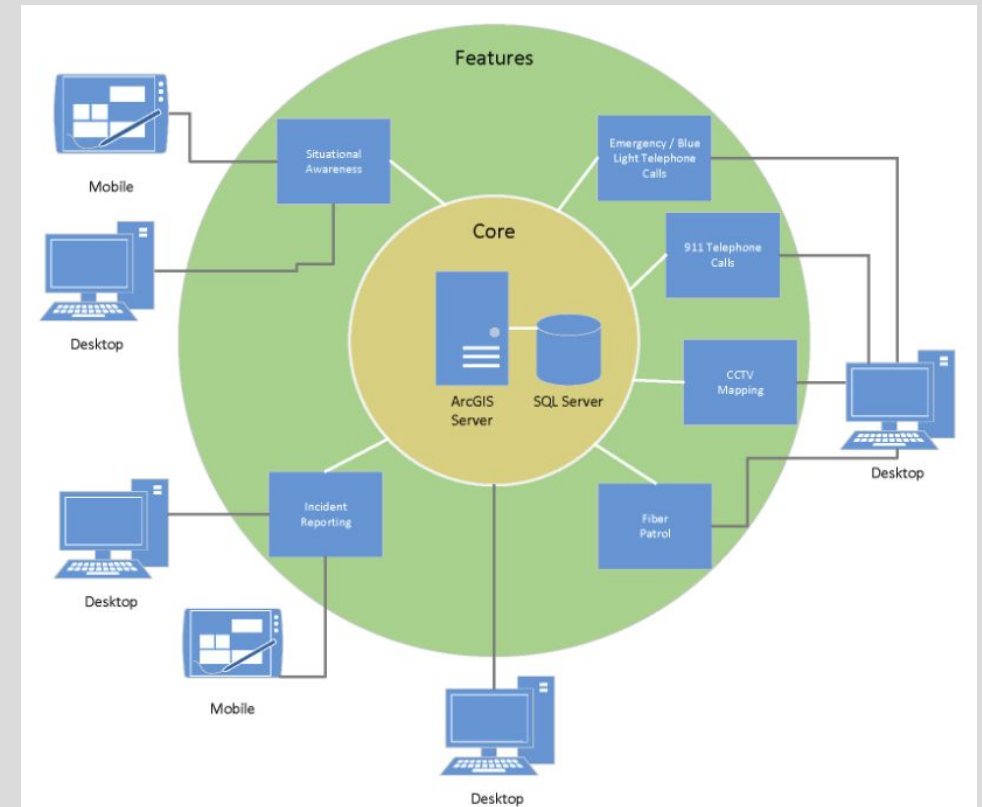 Features
Mobile
Situational
Awareness
Emergency / Blue
Light Telephone
Calls
Desktop
Core
911 Telephone
Calls
ArcGIS
Server
SQL Server
CCTV
Mapping
Desktop
Desktop
Incident
Reporting
Fiber
Patrol
Mobile
Desktop